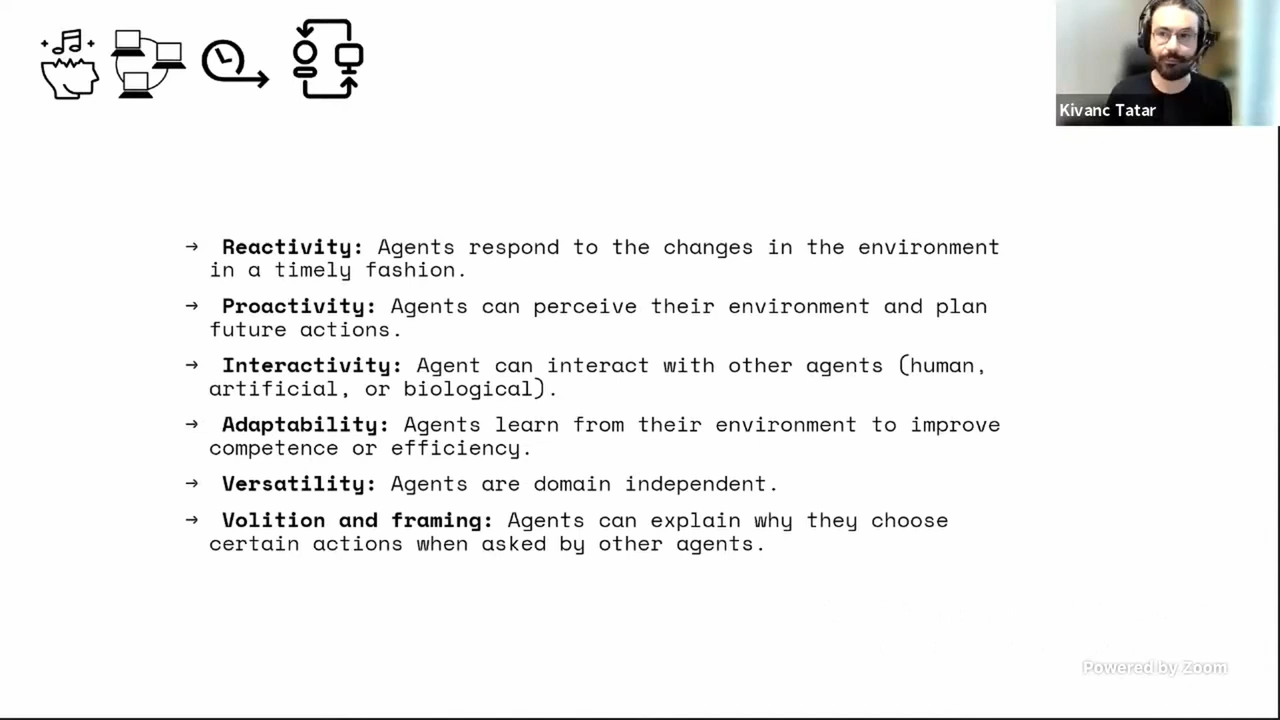 Kivanc Tatar
→ Reactivity: Agents respond to the changes in the environment
in a timely fashion.
→ Proactivity: Agents can perceive their environment and plan
future actions.
→ Interactivity: Agent can interact with other agents (human,
artificial, or biological).
→ Adaptability: Agents learn from their environment to improve
competence or efficiency.
→ Versatility: Agents are domain independent.
→ Volition and framing: Agents can explain why they choose
certain actions when asked by other agents.
Powered by Zoom